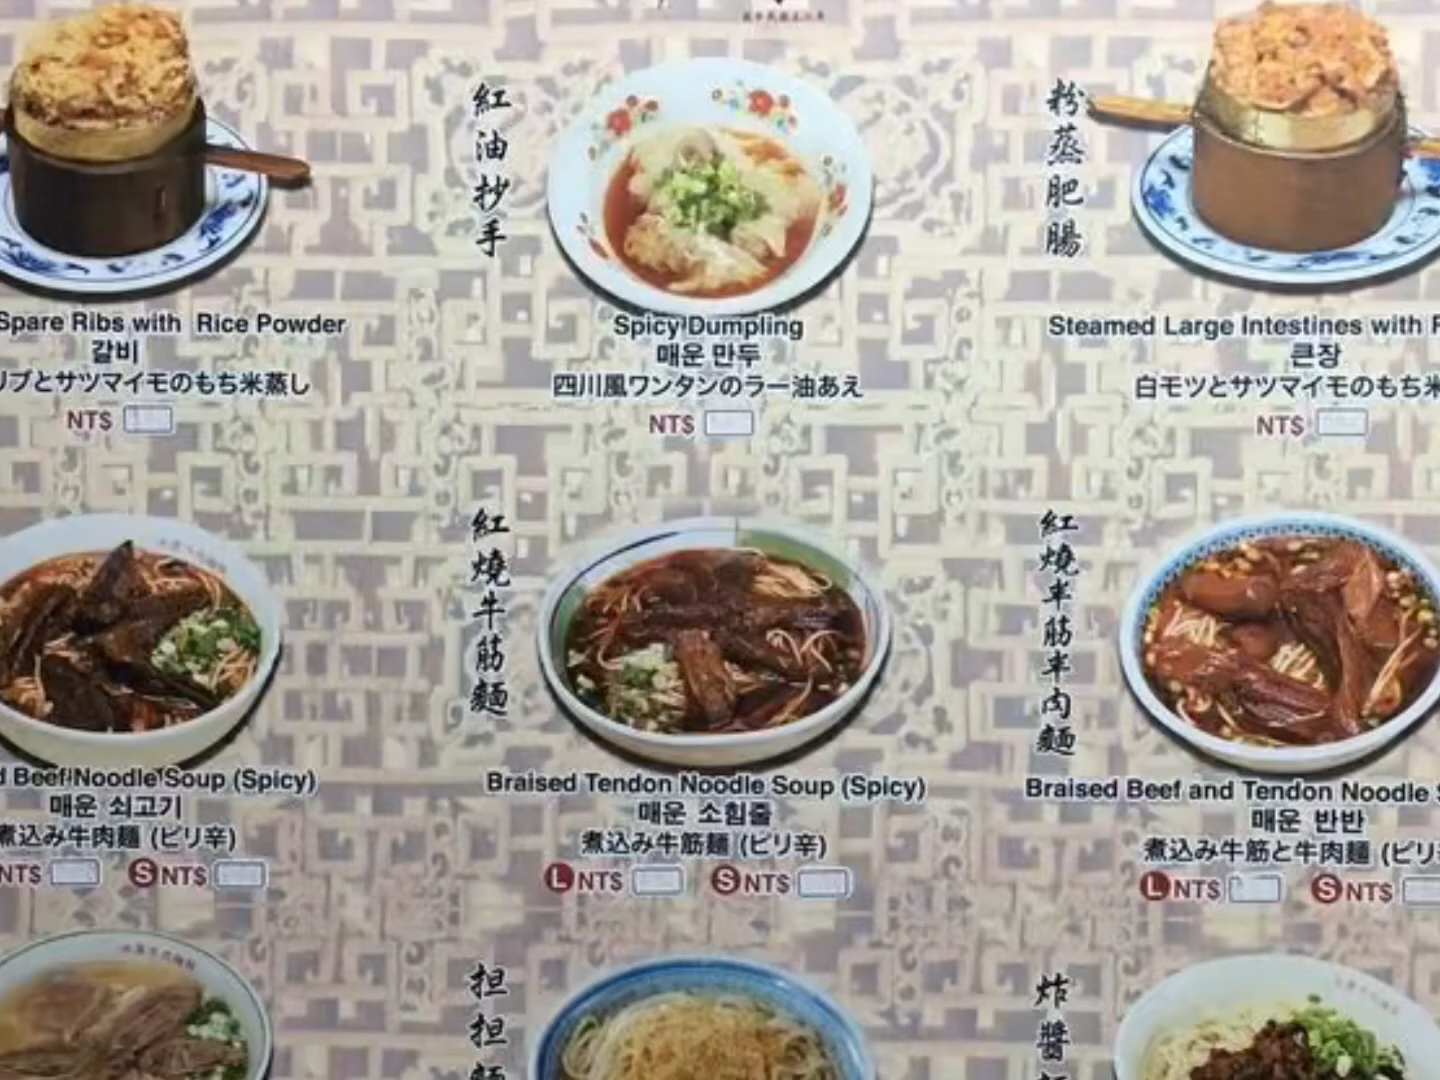 紅油抄手
粉蒸肥腸
Spare Ribs with Rice Powder
갈비
リブとサツマイモのもち米蒸し
NT$
Spicy Dumpling
매운 만두
四川風ワンタンのラー油あえ
NT$
Steamed Large Intestines with
큰장
白モツとサツマイモのもち米
NT$
紅燒牛筋麵
紅燒半筋半肉麵
Beef Noodle Soup (Spicy)
매운 쇠고기
煮込み牛肉麺 (ピリ辛)
NT$ S NT$
Braised Tendon Noodle Soup (Spicy)
매운 소힘줄
煮込み牛筋麺 (ピリ辛)
L NT$ S NT$
Braised Beef and Tendon Noodle
매운 반반
煮込み牛筋と牛肉麺 (ピリ
L NT$ S NT$
担担麵
炸醬